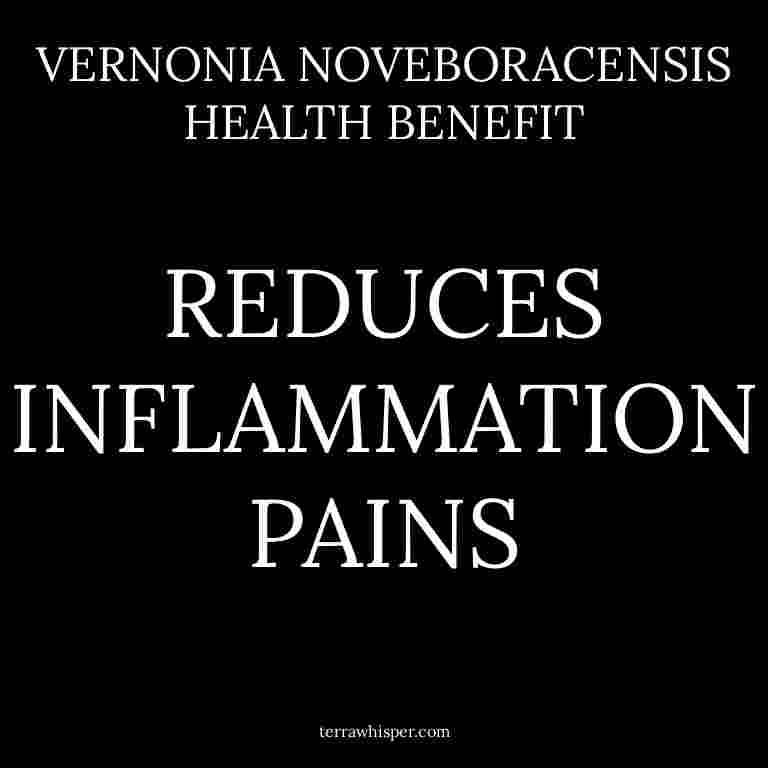 VERNONIA NOVEBORACENSIS
HEALTH BENEFIT
REDUCES
INFLAMMATION
PAINS
terrawhisper.com